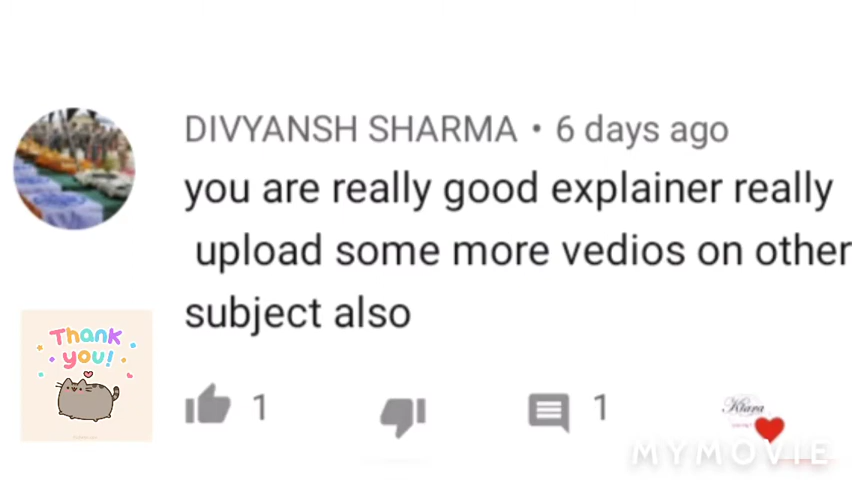 DIVYANSH SHARMA • 6 days ago
you are really good explainer really
upload some more vedios on other
subject also
Thank
you!
1
1
Kiara
MYMOVIE